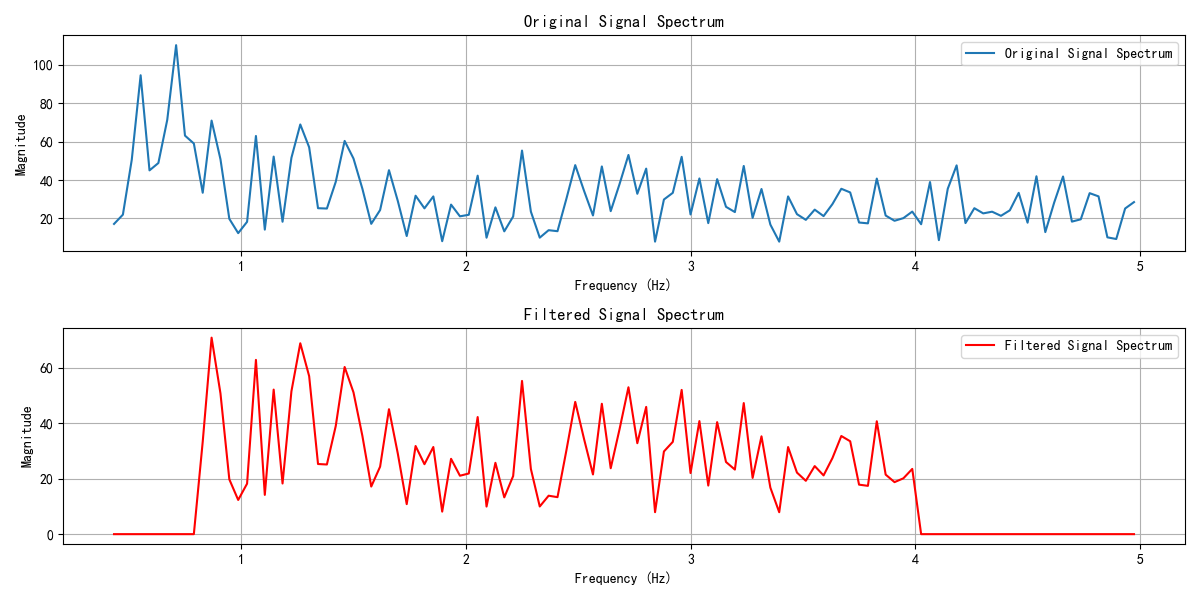 Original Signal Spectrum
Original Signal Spectrum
100
80
60
40
20
Magnitude
1 2 3 4 5
Frequency (Hz)
Filtered Signal Spectrum
Filtered Signal Spectrum
60
40
20
0
Magnitude
1 2 3 4 5
Frequency (Hz)